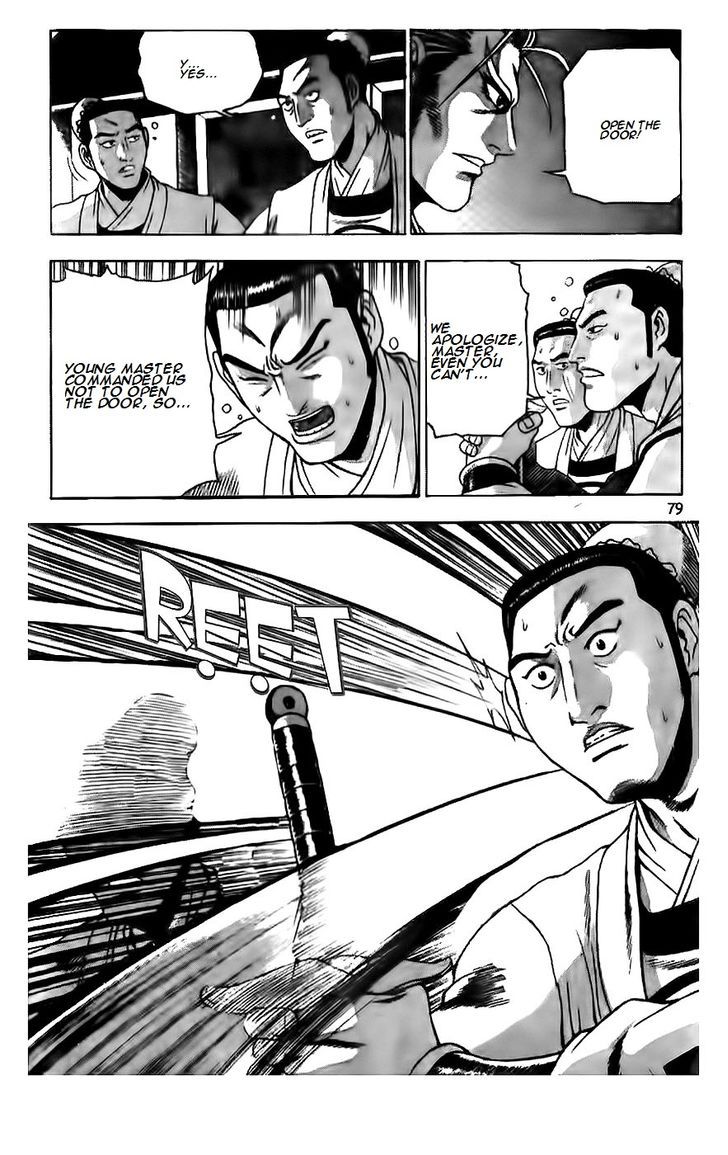 OPEN THE
DOOR!
Y...
YES...
WE
APOLOGIZE,
MASTER,
EVEN YOU
CAN'T...
YOUNG MASTER
COMMANDED US
NOT TO OPEN
THE DOOR, SO...
79
REET